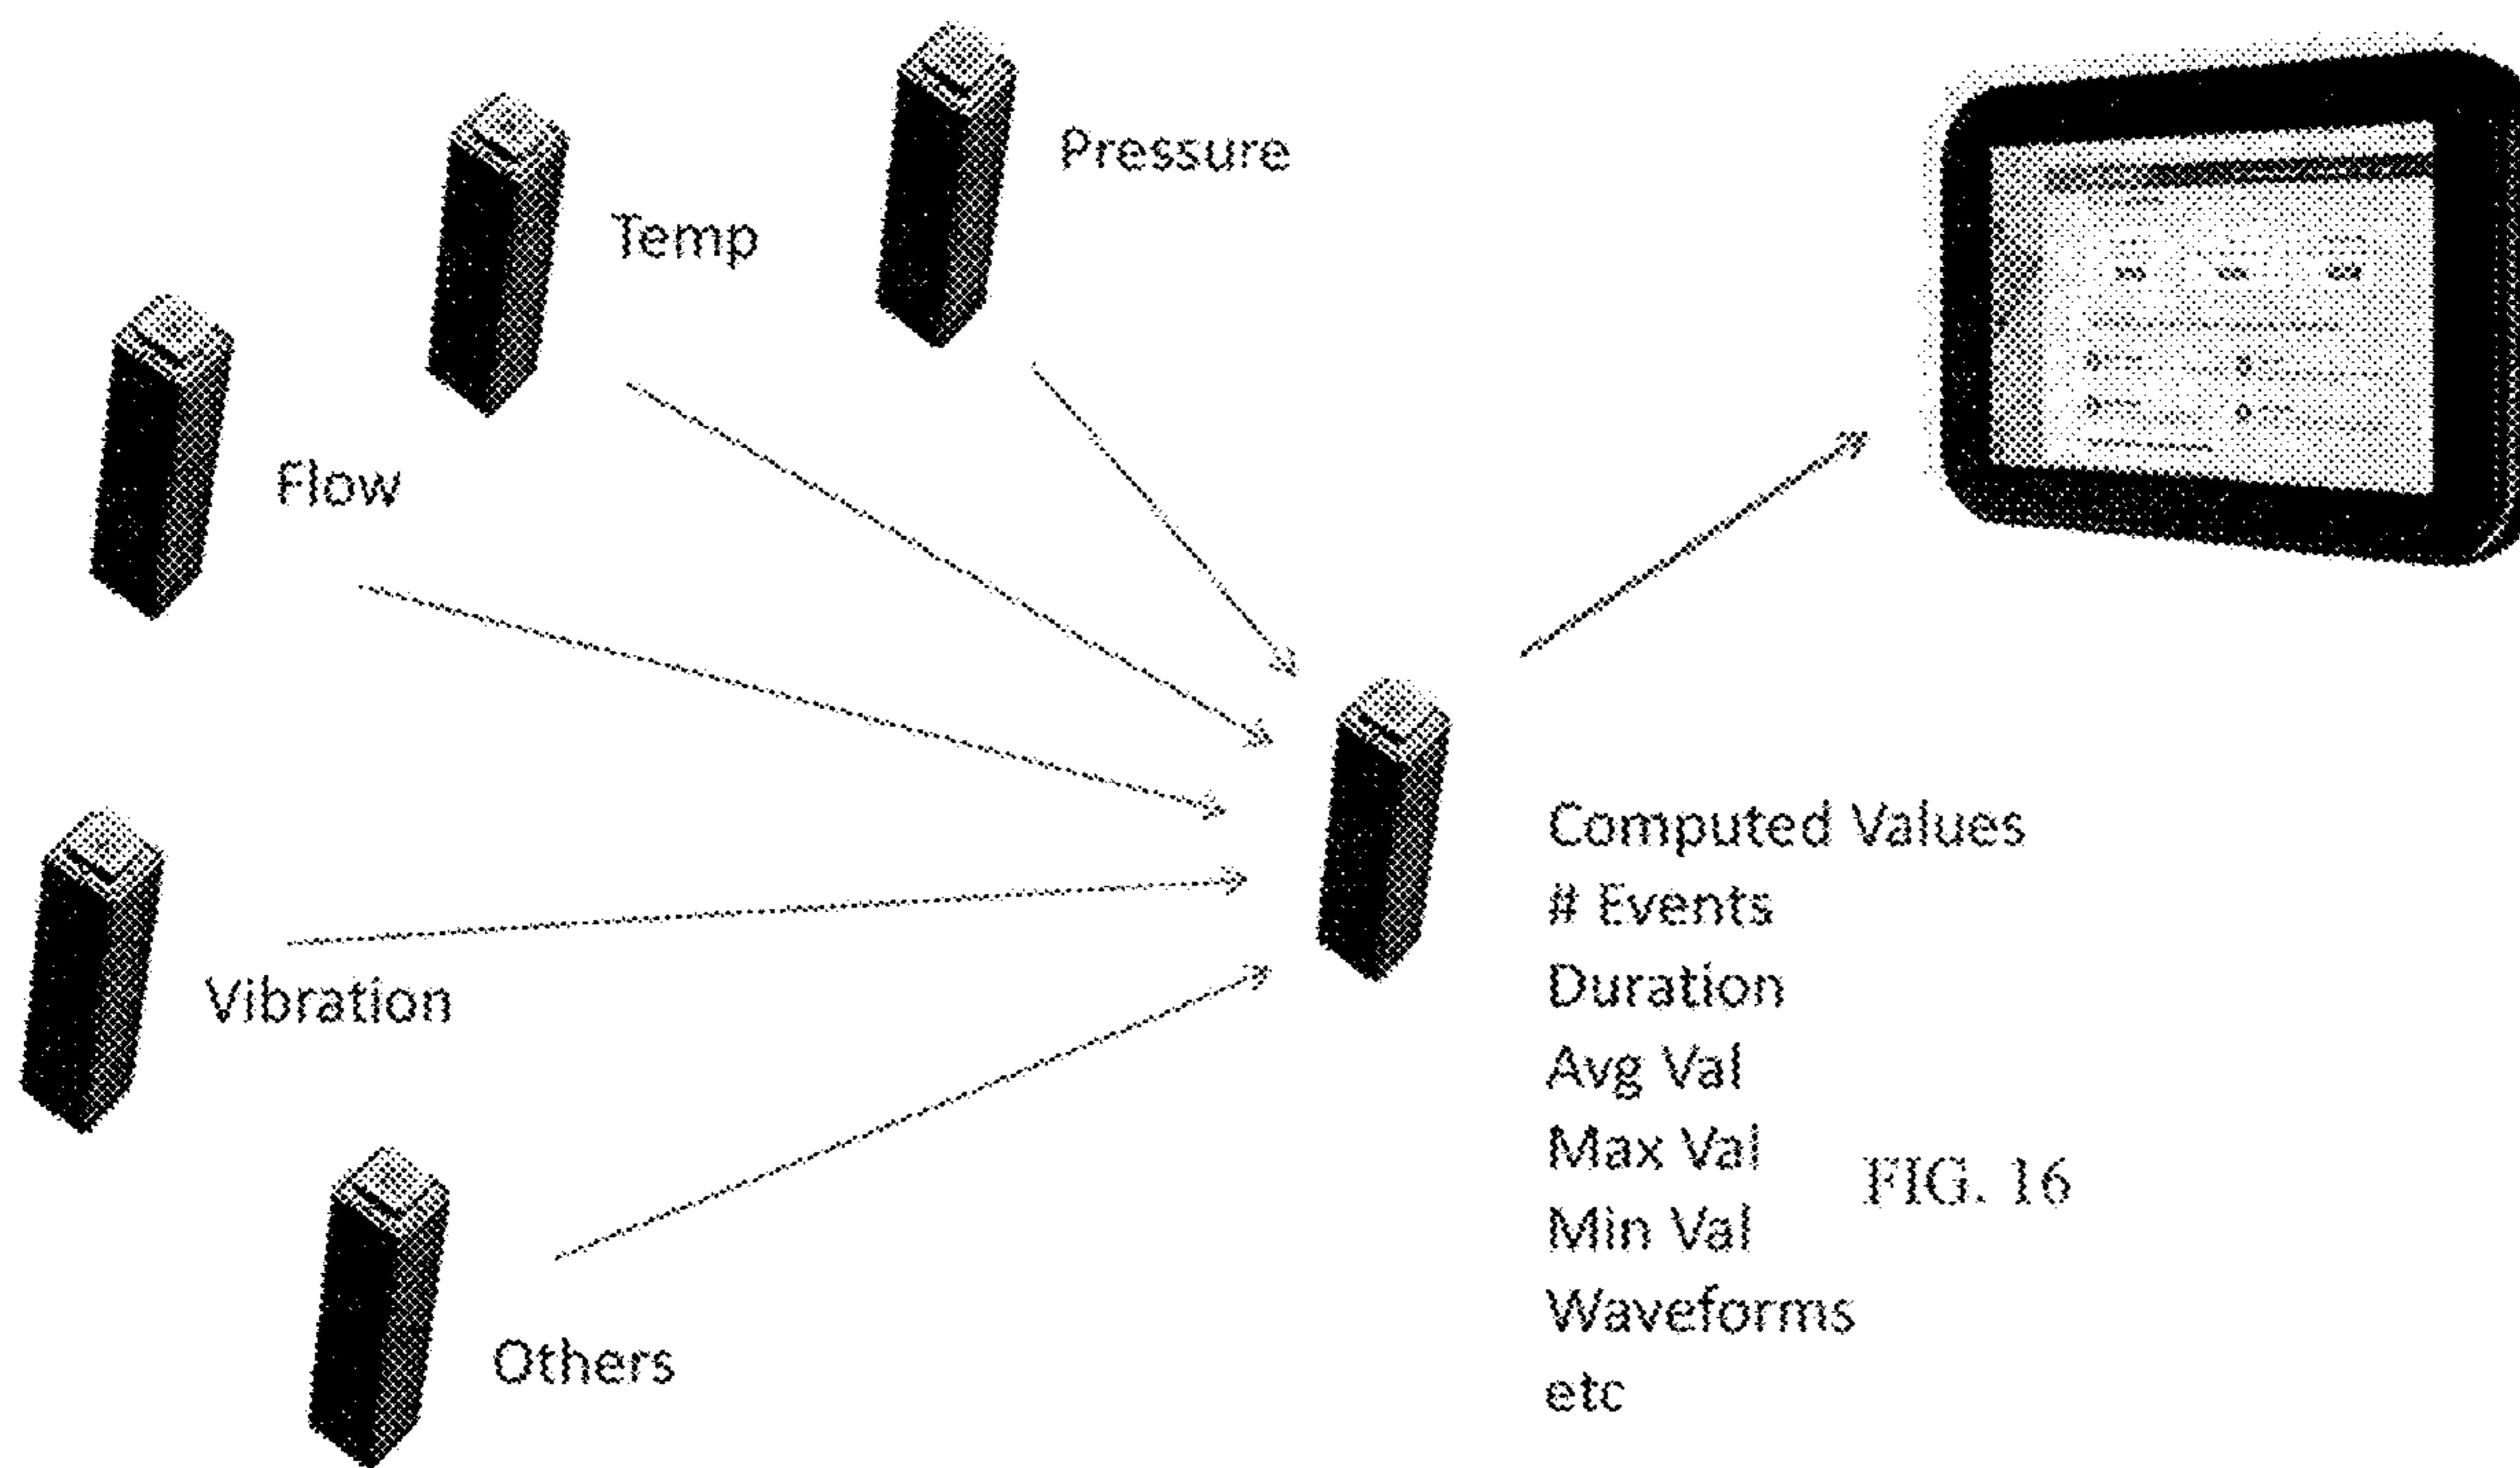 Pressure
Temp
Flow
Vibration
Others
Computed Values
# Events
Duration
Avg Val
Max Val
Min Val
Waveforms
etc
FIG. 16